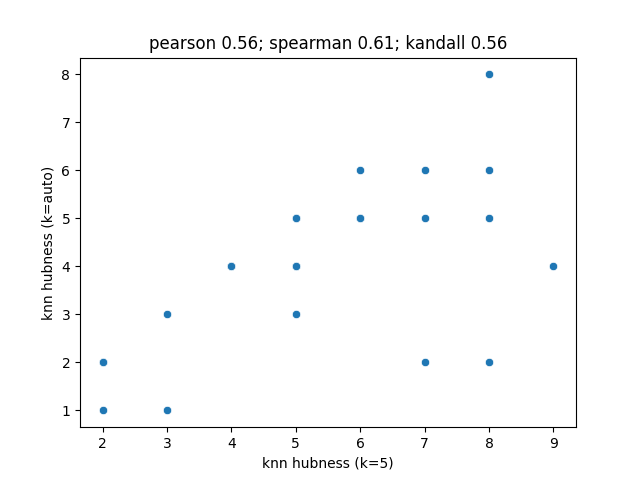 pearson 0.56; spearman 0.61; kandall 0.56
8
7
6
5
4
3
2
1
knn hubness (k=auto)
2 3 4 5 6 7 8 9
knn hubness (k=5)